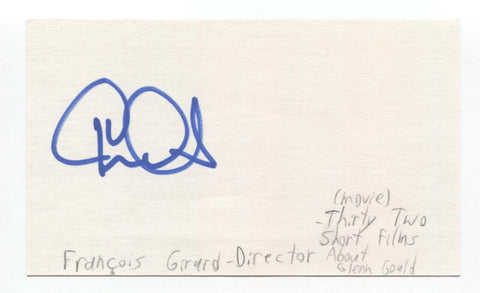 (movie)
-Thirty Two
Short Films
François Girard-Director About
Glenn Gould